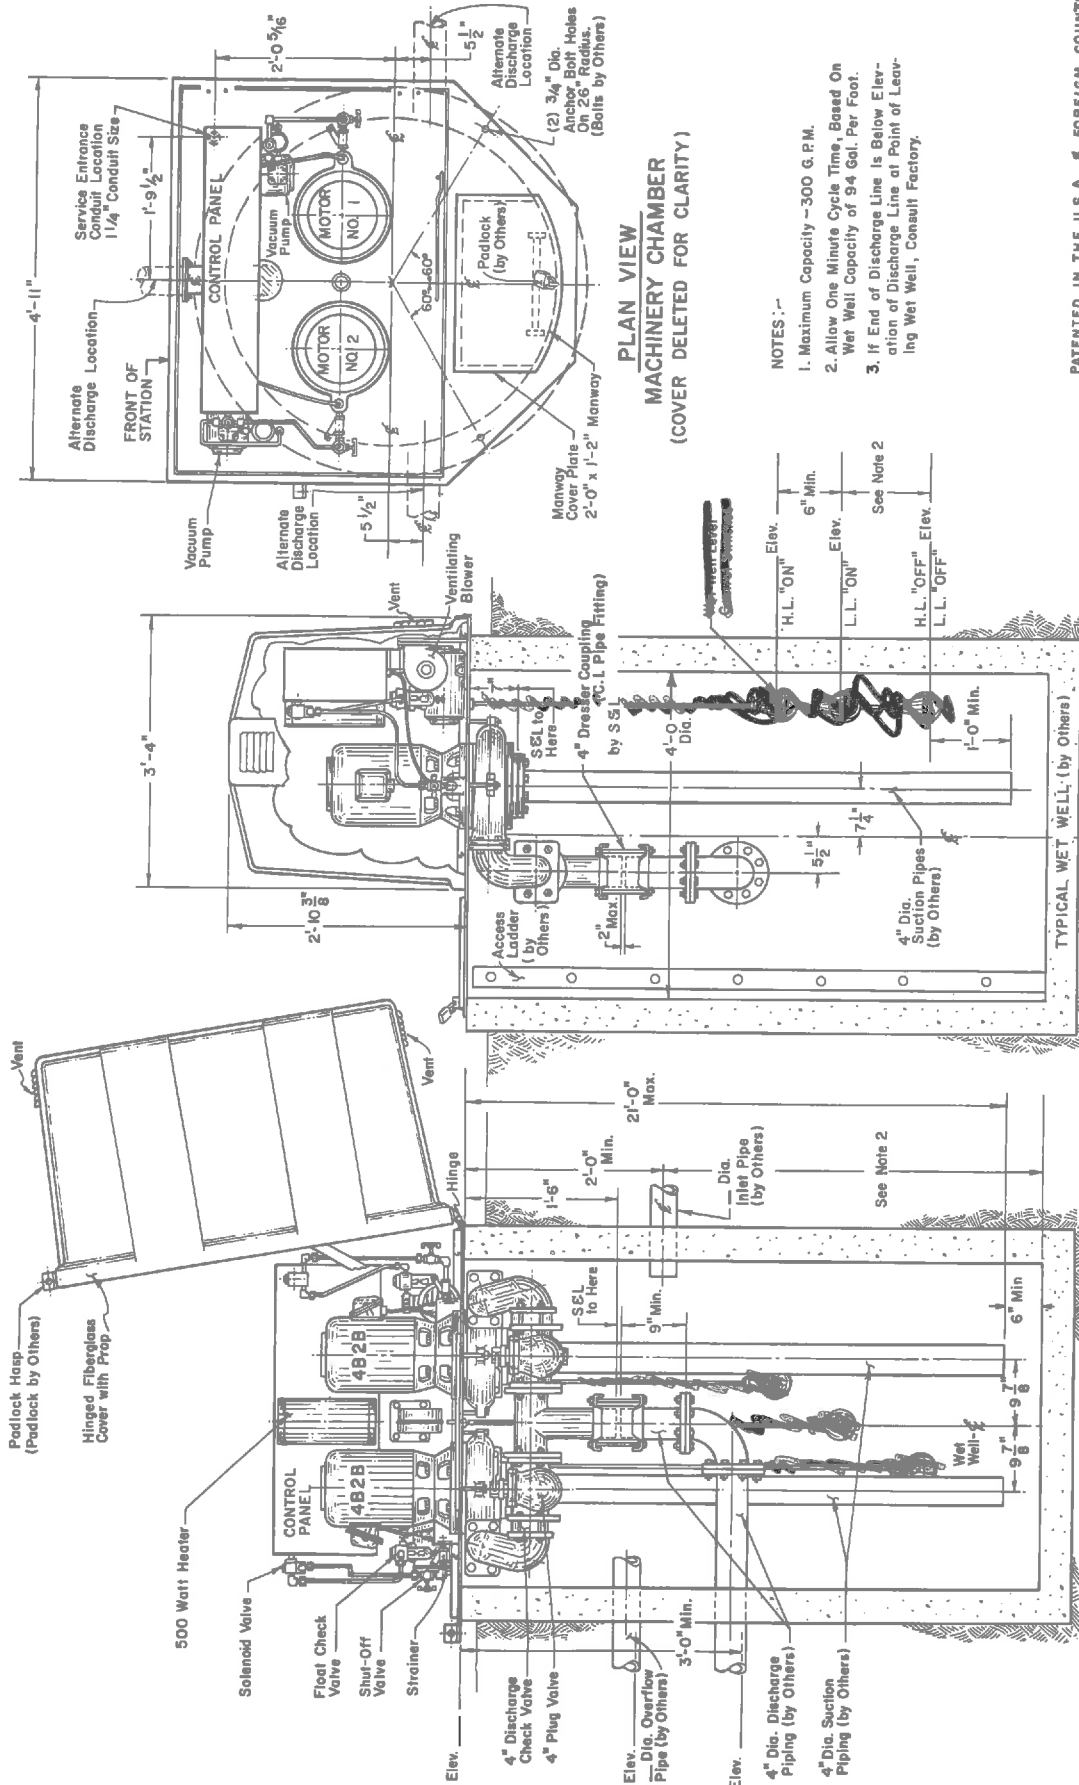 Padlock Hasp
(Padlock by Others)
Hinged Fiberglass
Cover with Prop
Vent
Vent
500 Watt Heater
CONTROL
PANEL
Solenoid Valve
4B2B
4B2B
Float Check
Valve
Shut-Off
Valve
Strainer
Hinge
Elev.
4" Discharge
Check Valve
4" Plug Valve
Elev.
Dia. Overflow
Pipe (by Others)
Elev.
4" Dia. Discharge
Piping (by Others)
4" Dia. Suction
Piping (by Others)
3'-0" Min.
S&L
to Here
9" Min.
1'-6"
2'-0"
Min.
21'-0"
Max.
Dia.
Inlet Pipe
(by Others)
See Note 2
6" Min
Wet
Well-℄
9 7/8"
9 7/8"
3'-4"
2'-10 3/8"
Vent
Ventilating
Blower
Access
Ladder
(by
Others)
2"
Max.
S&L to
Here
7"
4" Dresser Coupling
(C.I. Pipe Fitting)
by S&L
4'-0"
Dia.
5 1/2"
7 1/4"
℄
4" Dia.
Suction Pipes
(by Others)
1'-0" Min.
TYPICAL WET WELL (by Others)
H.L. "ON" Elev.
6" Min.
L.L. "ON" Elev.
See Note 2
H.L. "OFF" Elev.
L.L. "OFF"
4'-11"
Alternate
Discharge Location
FRONT OF
STATION
Service Entrance
Conduit Location
1 1/4" Conduit Size
1'-9 1/2"
CONTROL PANEL
Vacuum
Pump
Vacuum
Pump
MOTOR
NO. 2
MOTOR
NO. 1
2'-0 5/16"
5 1/2"
Alternate
Discharge
Location
5 1/2"
Alternate
Discharge
Location
60° 60°
(2) 3/4" Dia.
Anchor Bolt Holes
On 26" Radius.
(Bolts by Others)
Padlock
(by Others)
Manway
Cover Plate
2'-0" x 1'-2" Manway
PLAN VIEW
MACHINERY CHAMBER
(COVER DELETED FOR CLARITY)
NOTES:-
1. Maximum Capacity - 300 G.P.M.
2. Allow One Minute Cycle Time, Based On
Wet Well Capacity of 94 Gal. Per Foot.
3. If End of Discharge Line Is Below Elev-
ation of Discharge Line at Point of Leav-
ing Wet Well, Consult Factory.